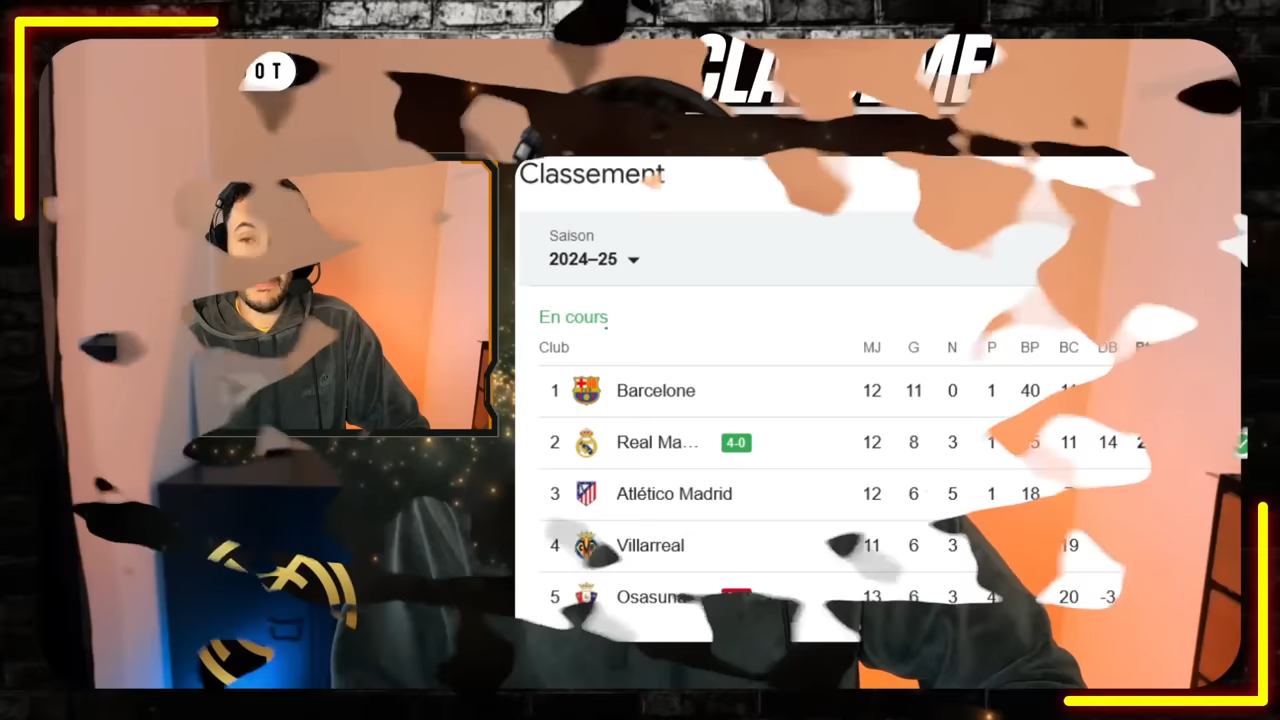 OT
Classement
Saison
2024–25
En cours
Club MJ G N P BP BC DB
1 Barcelone 12 11 0 1 40
2 Real Ma... 4-0 12 8 3 1 11 14
3 Atlético Madrid 12 6 5 1 18
4 Villarreal 11 6 3 19
5 Osasuna 13 6 3 4 20 -3